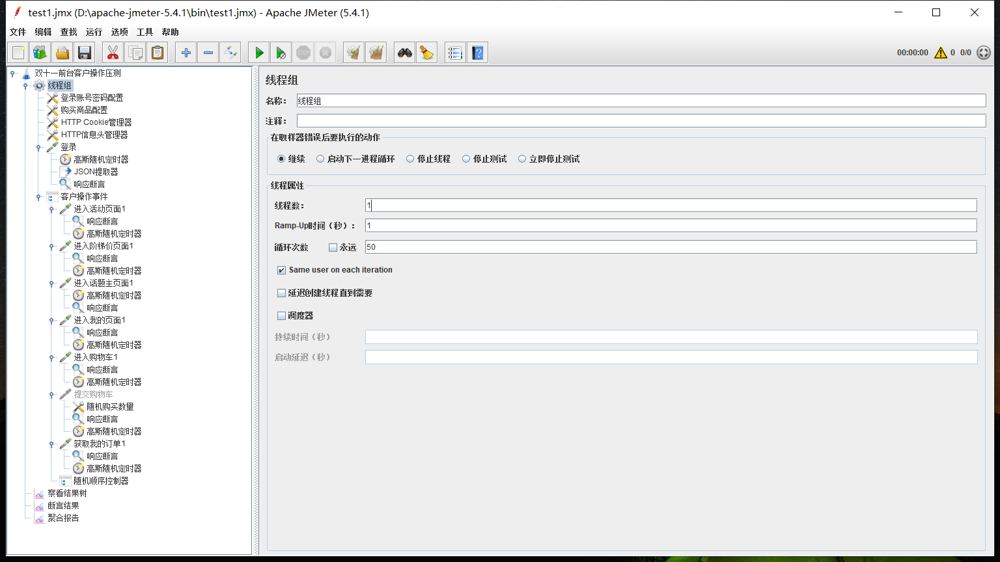 test1.jmx (D:\apache-jmeter-5.4.1\bin\test1.jmx) - Apache JMeter (5.4.1)
文件 编辑 查找 运行 选项 工具 帮助
STOP
00:00:00 0 0/0
双十一前台客户操作压测
线程组
登录账号密码配置
购买商品配置
HTTP Cookie管理器
HTTP信息头管理器
登录
高斯随机定时器
JSON提取器
响应断言
客户操作事件
进入活动页面1
响应断言
高斯随机定时器
进入阶梯价页面1
响应断言
高斯随机定时器
进入话题主页面1
高斯随机定时器
响应断言
进入我的页面1
响应断言
高斯随机定时器
进入购物车1
响应断言
高斯随机定时器
提交购物车
随机购买数量
响应断言
高斯随机定时器
获取我的订单1
响应断言
高斯随机定时器
随机顺序控制器
察看结果树
断言结果
聚合报告
线程组
名称： 线程组
注释：
在取样器错误后要执行的动作
继续 启动下一进程循环 停止线程 停止测试 立即停止测试
线程属性
线程数： 1
Ramp-Up时间（秒）： 1
循环次数 永远 50
Same user on each iteration
延迟创建线程直到需要
调度器
持续时间（秒）
启动延迟（秒）